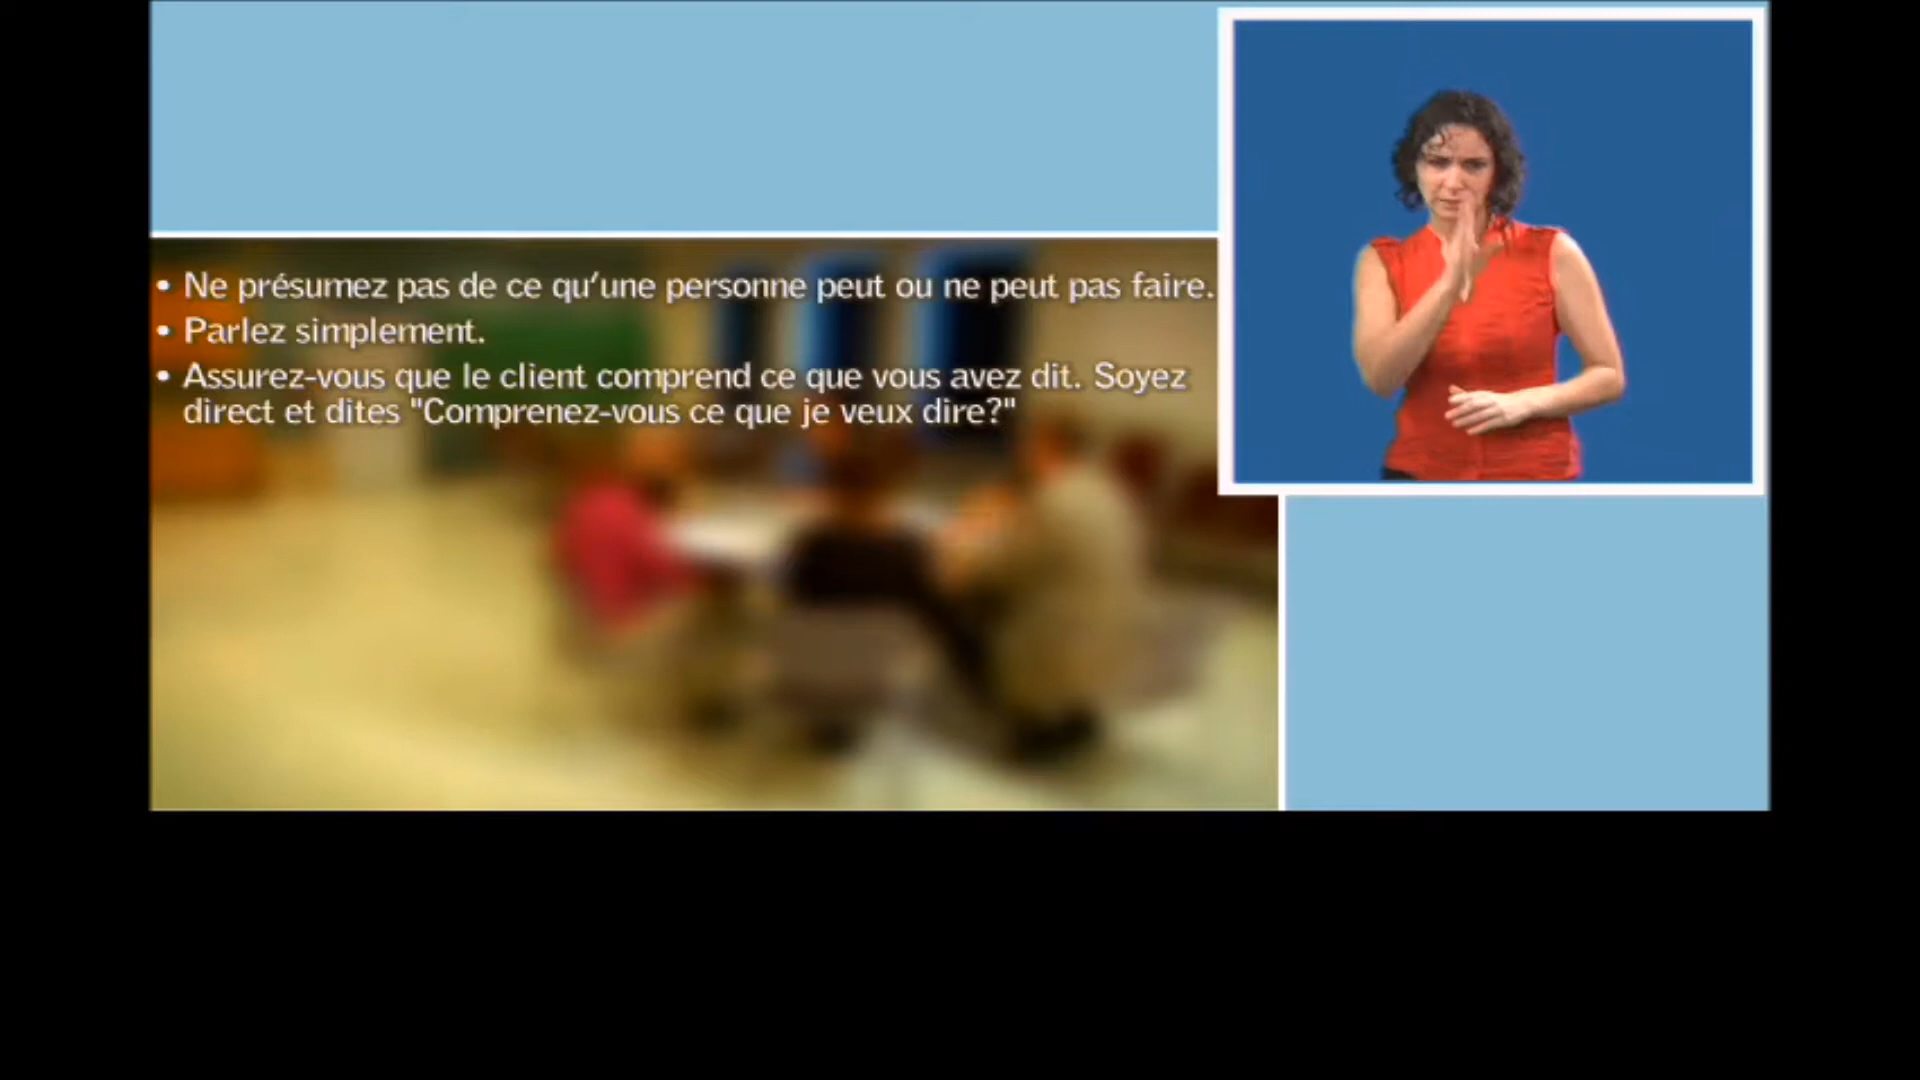 • Ne présumez pas de ce qu’une personne peut ou ne peut pas faire.
• Parlez simplement.
• Assurez-vous que le client comprend ce que vous avez dit. Soyez
direct et dites "Comprenez-vous ce que je veux dire?"